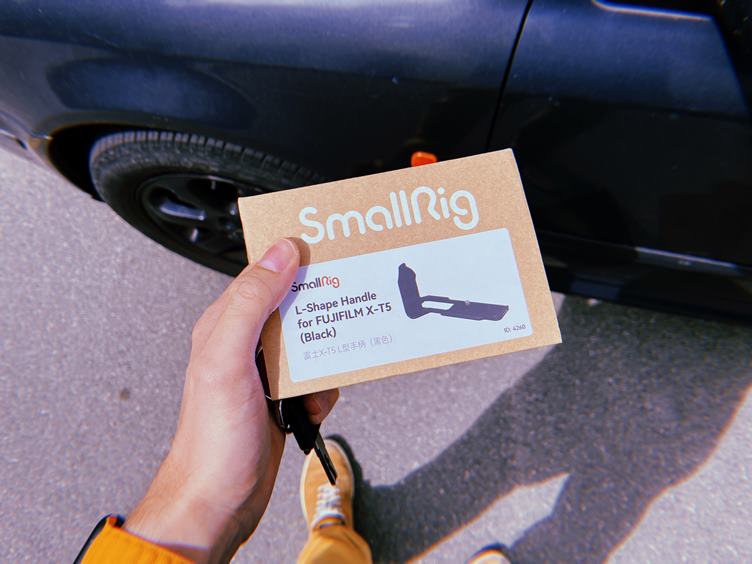 SmallRig
SmallRig
L-Shape Handle
for FUJIFILM X-T5
(Black)
富士X-T5 L型手柄（黑色）
ID: 4260